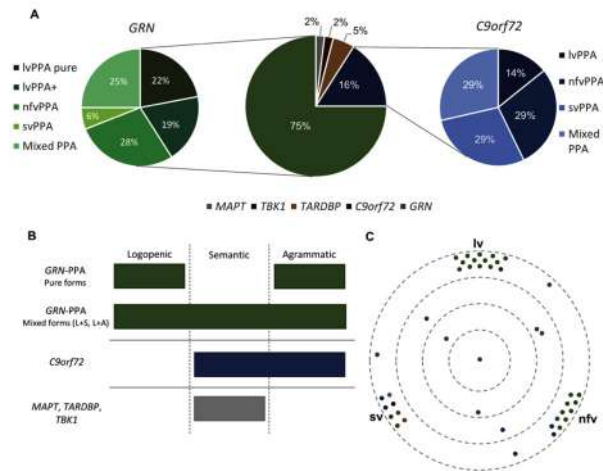 A
GRN
2%
2%
5%
C9orf72
lvPPA pure
lvPPA+
nfvPPA
svPPA
Mixed PPA
25%
22%
6%
19%
28%
75%
16%
29%
14%
29%
29%
lvPPA
nfvPPA
svPPA
Mixed
PPA
MAPT TBK1 TARDBP C9orf72 GRN
B
Logopenic Semantic Agrammatic
GRN-PPA
Pure forms
GRN-PPA
Mixed forms (L+S, L+A)
C9orf72
MAPT, TARDBP,
TBK1
C
lv
sv
nfv